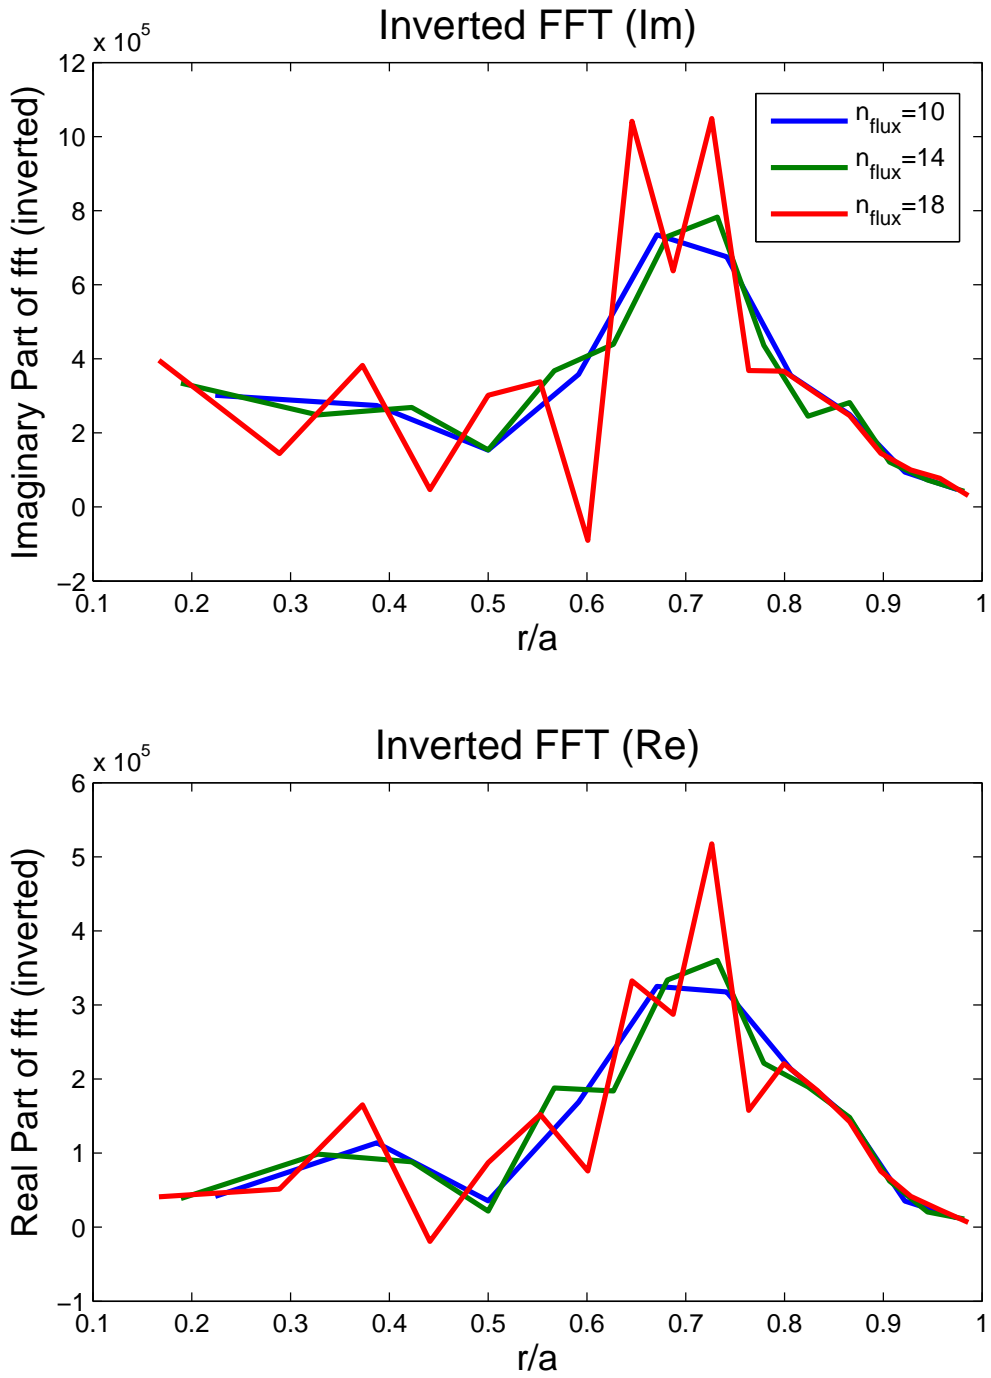 Inverted FFT (Im)
x 10^5
12
10
8
6
4
2
0
−2
0.1 0.2 0.3 0.4 0.5 0.6 0.7 0.8 0.9 1
r/a
Imaginary Part of fft (inverted)
n_flux=10
n_flux=14
n_flux=18
Inverted FFT (Re)
x 10^5
6
5
4
3
2
1
0
−1
0.1 0.2 0.3 0.4 0.5 0.6 0.7 0.8 0.9 1
r/a
Real Part of fft (inverted)